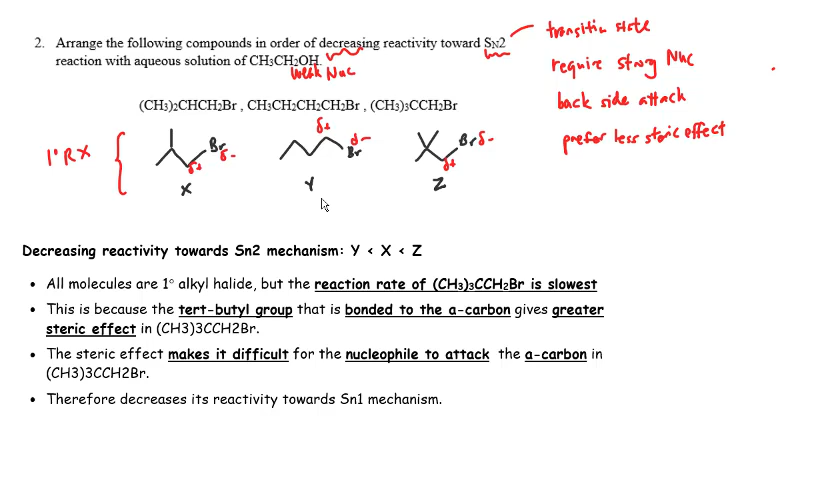 2. Arrange the following compounds in order of decreasing reactivity toward SN2
reaction with aqueous solution of CH3CH2OH.
weak Nuc
transition state
require strong Nuc
back side attack
prefer less steric effect
(CH3)2CHCH2Br , CH3CH2CH2CH2Br , (CH3)3CCH2Br
1° RX { Br δ- δ+ δ+ δ- Br Br δ- δ+
X Y Z
Decreasing reactivity towards Sn2 mechanism: Y < X < Z
• All molecules are 1° alkyl halide, but the reaction rate of (CH3)3CCH2Br is slowest
• This is because the tert-butyl group that is bonded to the a-carbon gives greater
steric effect in (CH3)3CCH2Br.
• The steric effect makes it difficult for the nucleophile to attack the a-carbon in
(CH3)3CCH2Br.
• Therefore decreases its reactivity towards Sn1 mechanism.